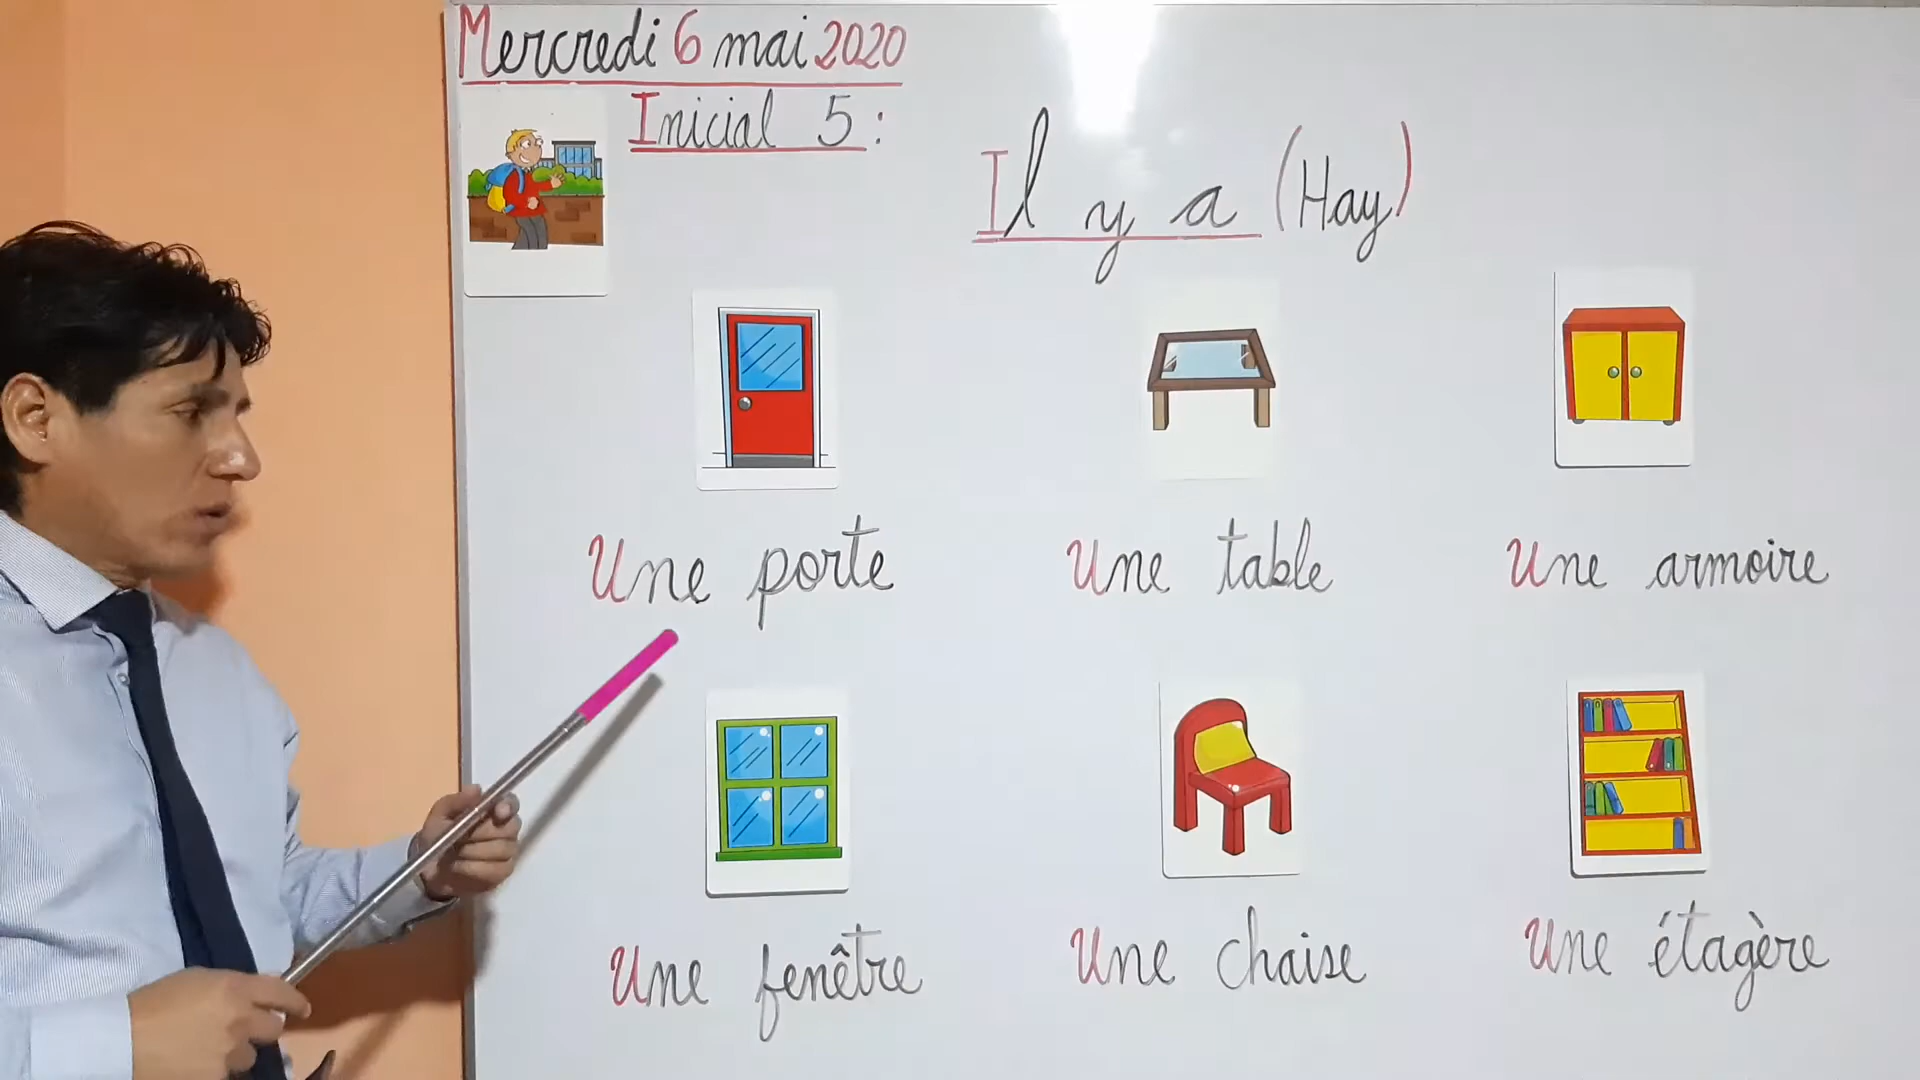 Mercredi 6 mai 2020
Inicial 5:
Il y a (Hay)
Une porte
Une table
Une armoire
Une fenêtre
Une chaise
Une étagère